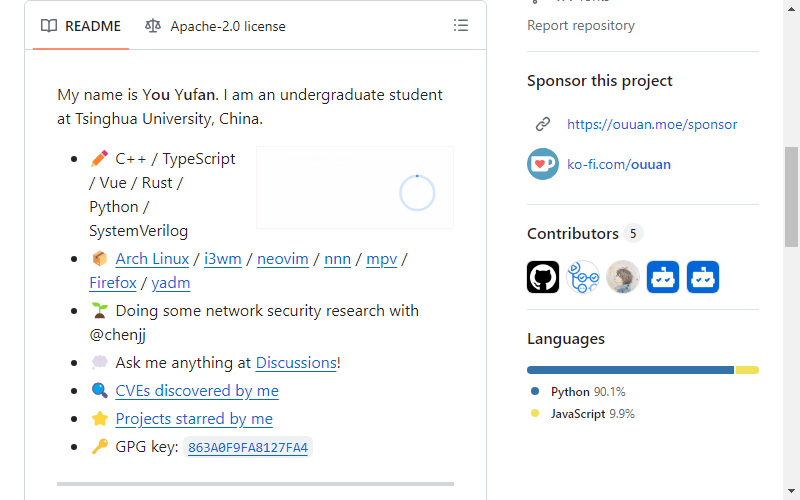 README
Apache-2.0 license
My name is You Yufan. I am an undergraduate student
at Tsinghua University, China.
C++ / TypeScript
/ Vue / Rust /
Python /
SystemVerilog
Arch Linux / i3wm / neovim / nnn / mpv /
Firefox / yadm
Doing some network security research with
@chenjj
Ask me anything at Discussions!
CVEs discovered by me
Projects starred by me
GPG key: 863A0F9FA8127FA4
Report repository
Sponsor this project
https://ouuan.moe/sponsor
ko-fi.com/ouuan
Contributors 5
Languages
Python 90.1%
JavaScript 9.9%